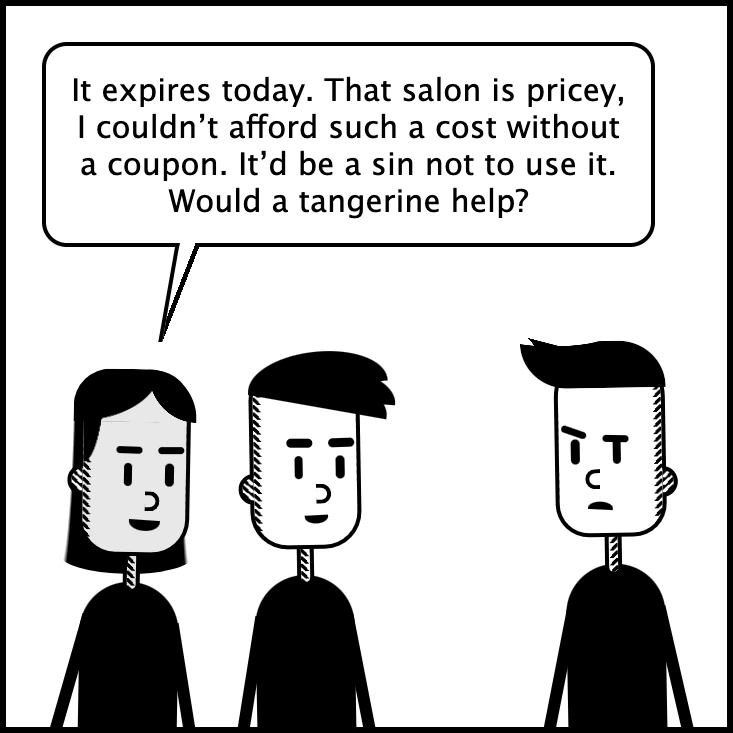 It expires today. That salon is pricey,
I couldn’t afford such a cost without
a coupon. It’d be a sin not to use it.
Would a tangerine help?